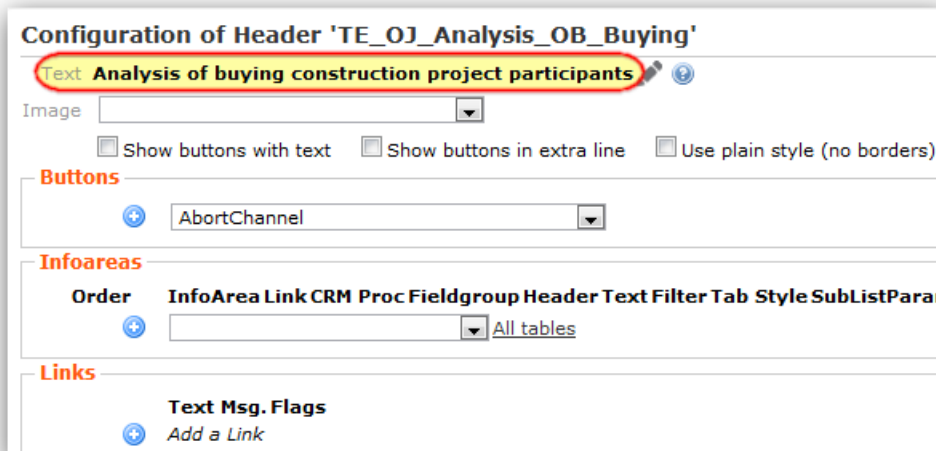 Configuration of Header 'TE_OJ_Analysis_OB_Buying'
Text Analysis of buying construction project participants
Image
Show buttons with text Show buttons in extra line Use plain style (no borders)
Buttons
AbortChannel
Infoareas
Order InfoArea Link CRM Proc Fieldgroup Header Text Filter Tab Style SubListParam
All tables
Links
Text Msg. Flags
Add a Link